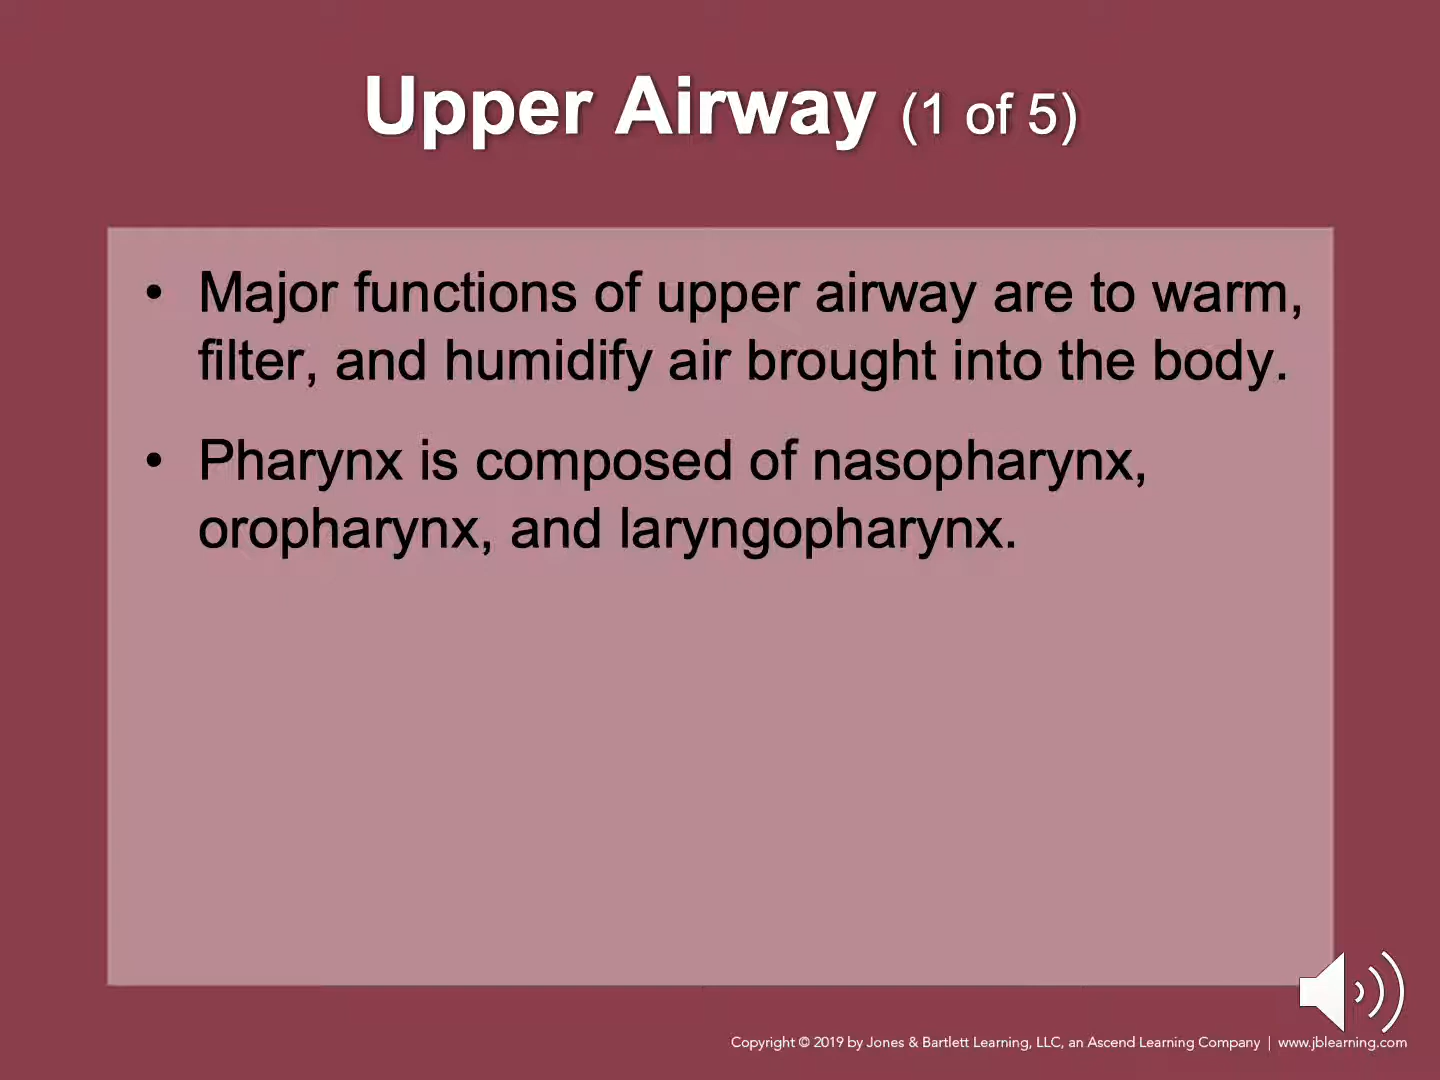 Upper Airway (1 of 5)
• Major functions of upper airway are to warm,
filter, and humidify air brought into the body.
• Pharynx is composed of nasopharynx,
oropharynx, and laryngopharynx.
Copyright © 2019 by Jones & Bartlett Learning, LLC, an Ascend Learning Company | www.jblearning.com